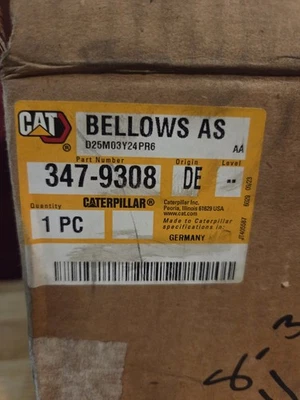 CAT
®
BELLOWS AS
D25M03Y24PR6
AA
Part Number
Origin
Level
347-9308
DE
--
Quantity
1 PC
CATERPILLAR®
Caterpillar Inc.
Peoria, Illinois 61629 USA
www.cat.com
Made to Caterpillar
specifications in:
GERMANY